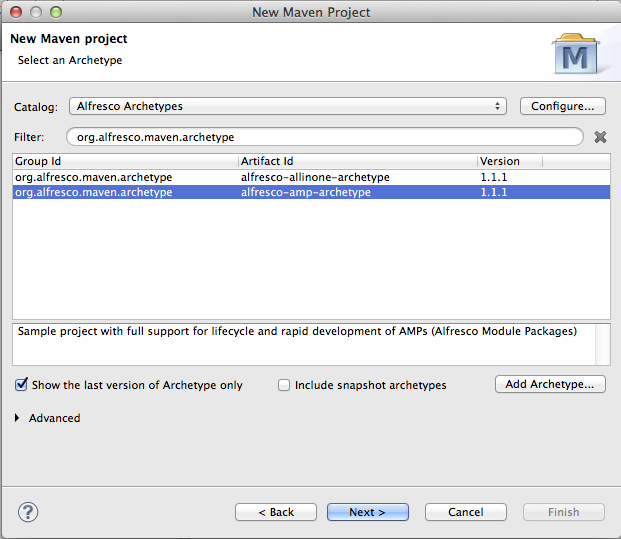 New Maven Project
New Maven project
Select an Archetype
M
Catalog: Alfresco Archetypes Configure...
Filter: org.alfresco.maven.archetype
Group Id Artifact Id Version
org.alfresco.maven.archetype alfresco-allinone-archetype 1.1.1
org.alfresco.maven.archetype alfresco-amp-archetype 1.1.1
Sample project with full support for lifecycle and rapid development of AMPs (Alfresco Module Packages)
Show the last version of Archetype only Include snapshot archetypes Add Archetype...
Advanced
? < Back Next > Cancel Finish